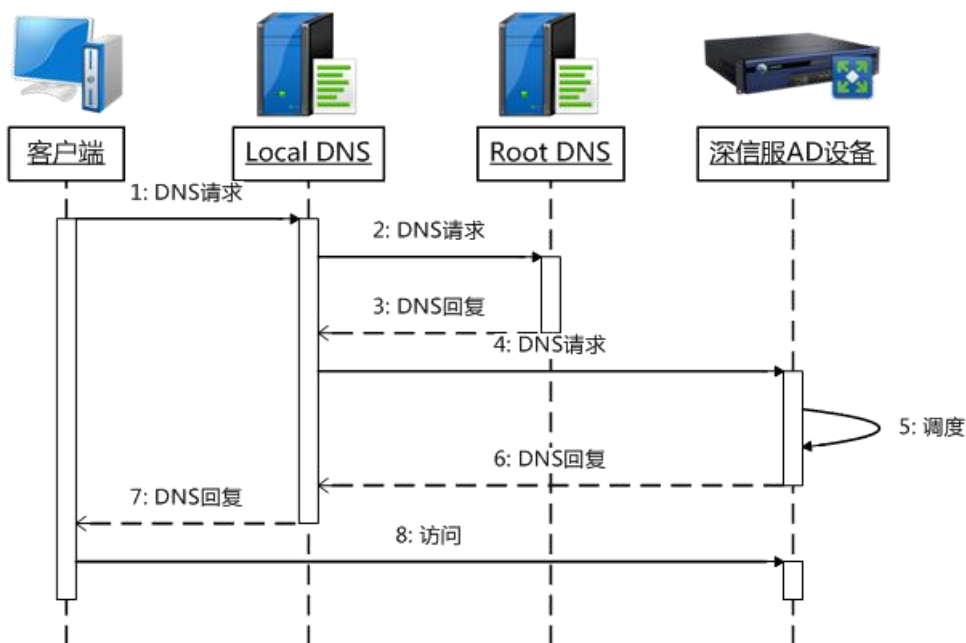 客户端
Local DNS
Root DNS
深信服AD设备
1: DNS请求
2: DNS请求
3: DNS回复
4: DNS请求
5: 调度
6: DNS回复
7: DNS回复
8: 访问